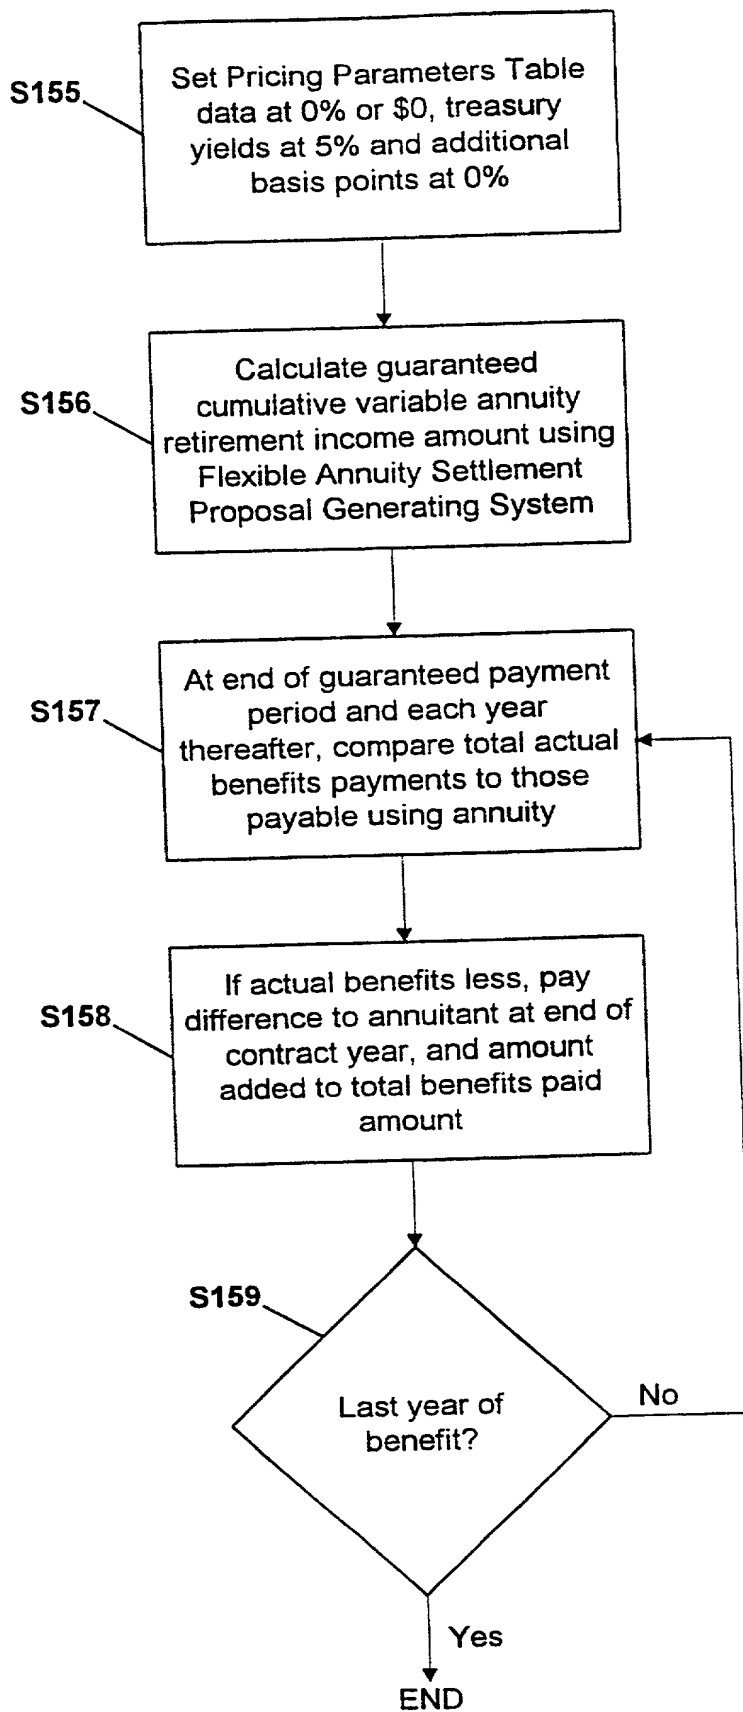 S155
Set Pricing Parameters Table
data at 0% or $0, treasury
yields at 5% and additional
basis points at 0%
S156
Calculate guaranteed
cumulative variable annuity
retirement income amount using
Flexible Annuity Settlement
Proposal Generating System
S157
At end of guaranteed payment
period and each year
thereafter, compare total actual
benefits payments to those
payable using annuity
S158
If actual benefits less, pay
difference to annuitant at end of
contract year, and amount
added to total benefits paid
amount
S159
Last year of
benefit?
No
Yes
END